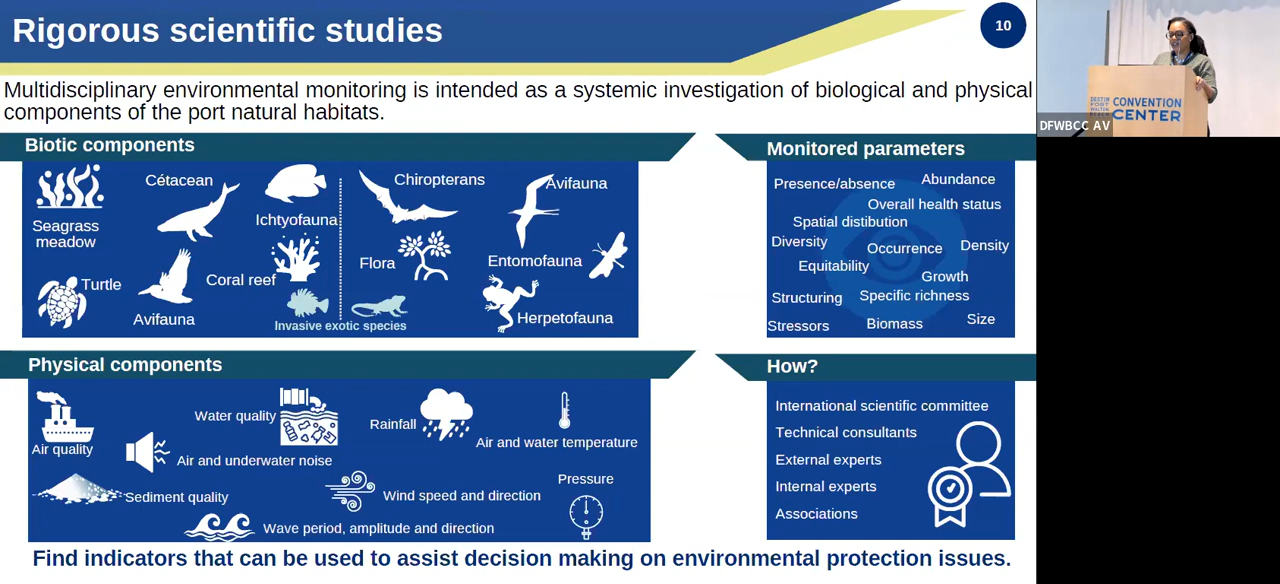 Rigorous scientific studies
10
Multidisciplinary environmental monitoring is intended as a systemic investigation of biological and physical
components of the port natural habitats.
Biotic components
Seagrass
meadow
Cétacean
Ichtyofauna
Chiropterans
Avifauna
Turtle
Avifauna
Coral reef
Flora
Entomofauna
Herpetofauna
Invasive exotic species
Monitored parameters
Presence/absence
Abundance
Overall health status
Spatial distibution
Diversity
Occurrence
Density
Equitability
Growth
Structuring
Specific richness
Stressors
Biomass
Size
Physical components
Air quality
Water quality
Rainfall
Air and water temperature
Air and underwater noise
Sediment quality
Wind speed and direction
Pressure
Wave period, amplitude and direction
How?
International scientific committee
Technical consultants
External experts
Internal experts
Associations
Find indicators that can be used to assist decision making on environmental protection issues.
DESTIN
FORT
WALTON
BEACH
CONVENTION
CENTER
DFWBCC AV